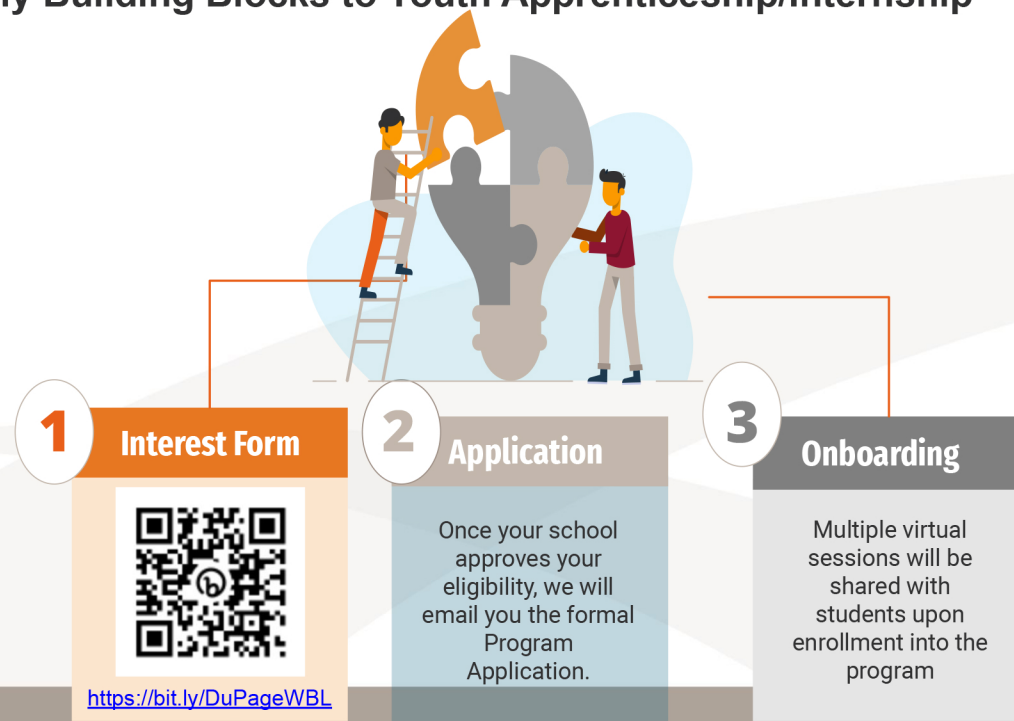 Building Blocks to Youth Apprenticeship/Internship
1
Interest Form
https://bit.ly/DuPageWBL
2
Application
Once your school
approves your
eligibility, we will
email you the formal
Program
Application.
3
Onboarding
Multiple virtual
sessions will be
shared with
students upon
enrollment into the
program